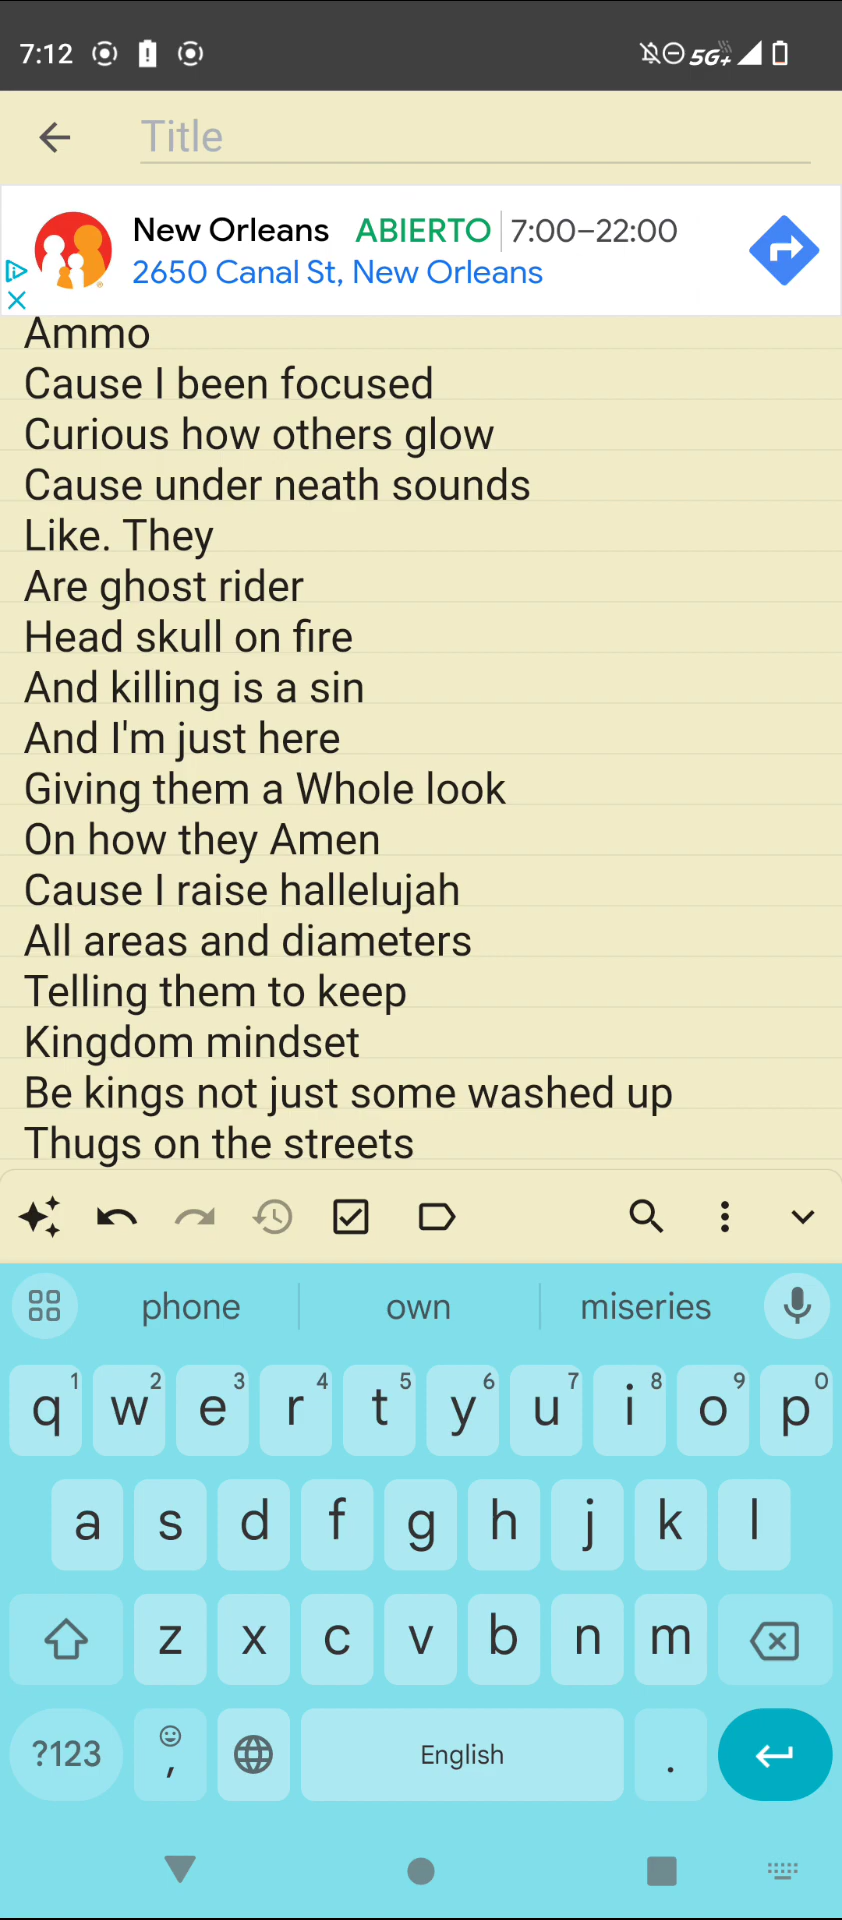 7:12 5G+
Title
New Orleans ABIERTO 7:00–22:00
2650 Canal St, New Orleans
Ammo
Cause I been focused
Curious how others glow
Cause under neath sounds
Like. They
Are ghost rider
Head skull on fire
And killing is a sin
And I'm just here
Giving them a Whole look
On how they Amen
Cause I raise hallelujah
All areas and diameters
Telling them to keep
Kingdom mindset
Be kings not just some washed up
Thugs on the streets
phone own miseries
q1 w2 e3 r4 t5 y6 u7 i8 o9 p0
a s d f g h j k l
z x c v b n m
?123 , English .